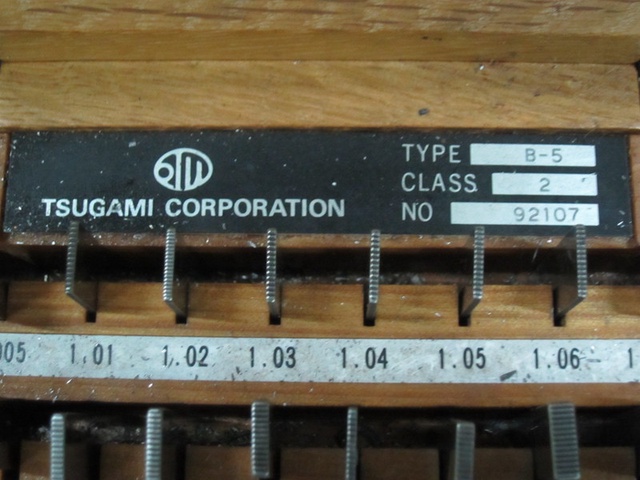 TYPE B-5
CLASS 2
TSUGAMI CORPORATION
NO 92107
005 1.01 1.02 1.03 1.04 1.05 1.06 1